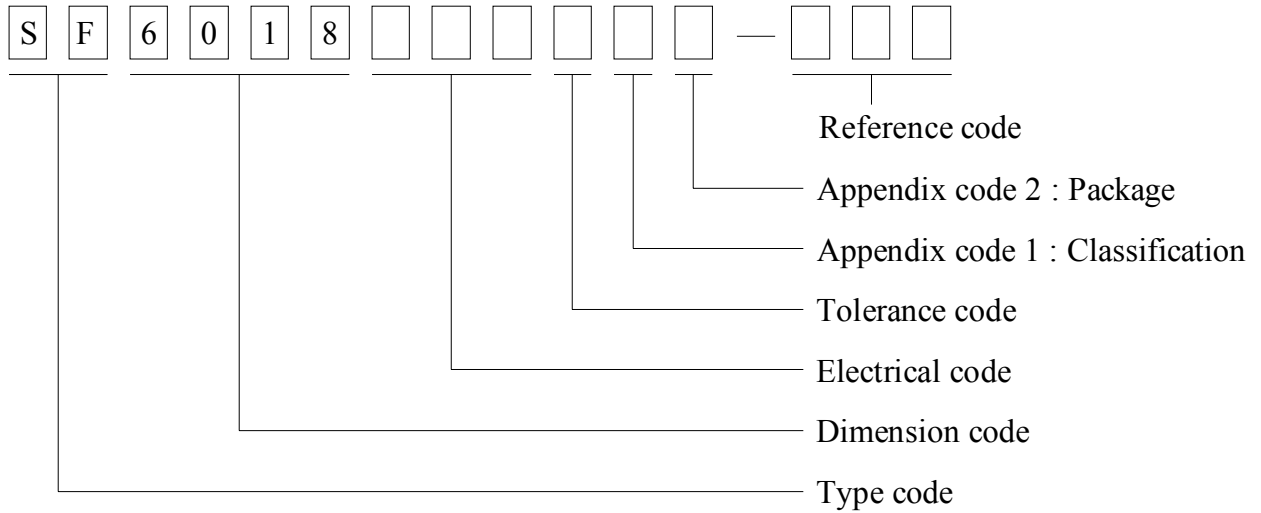 S F 6 0 1 8 —
Reference code
Appendix code 2 : Package
Appendix code 1 : Classification
Tolerance code
Electrical code
Dimension code
Type code